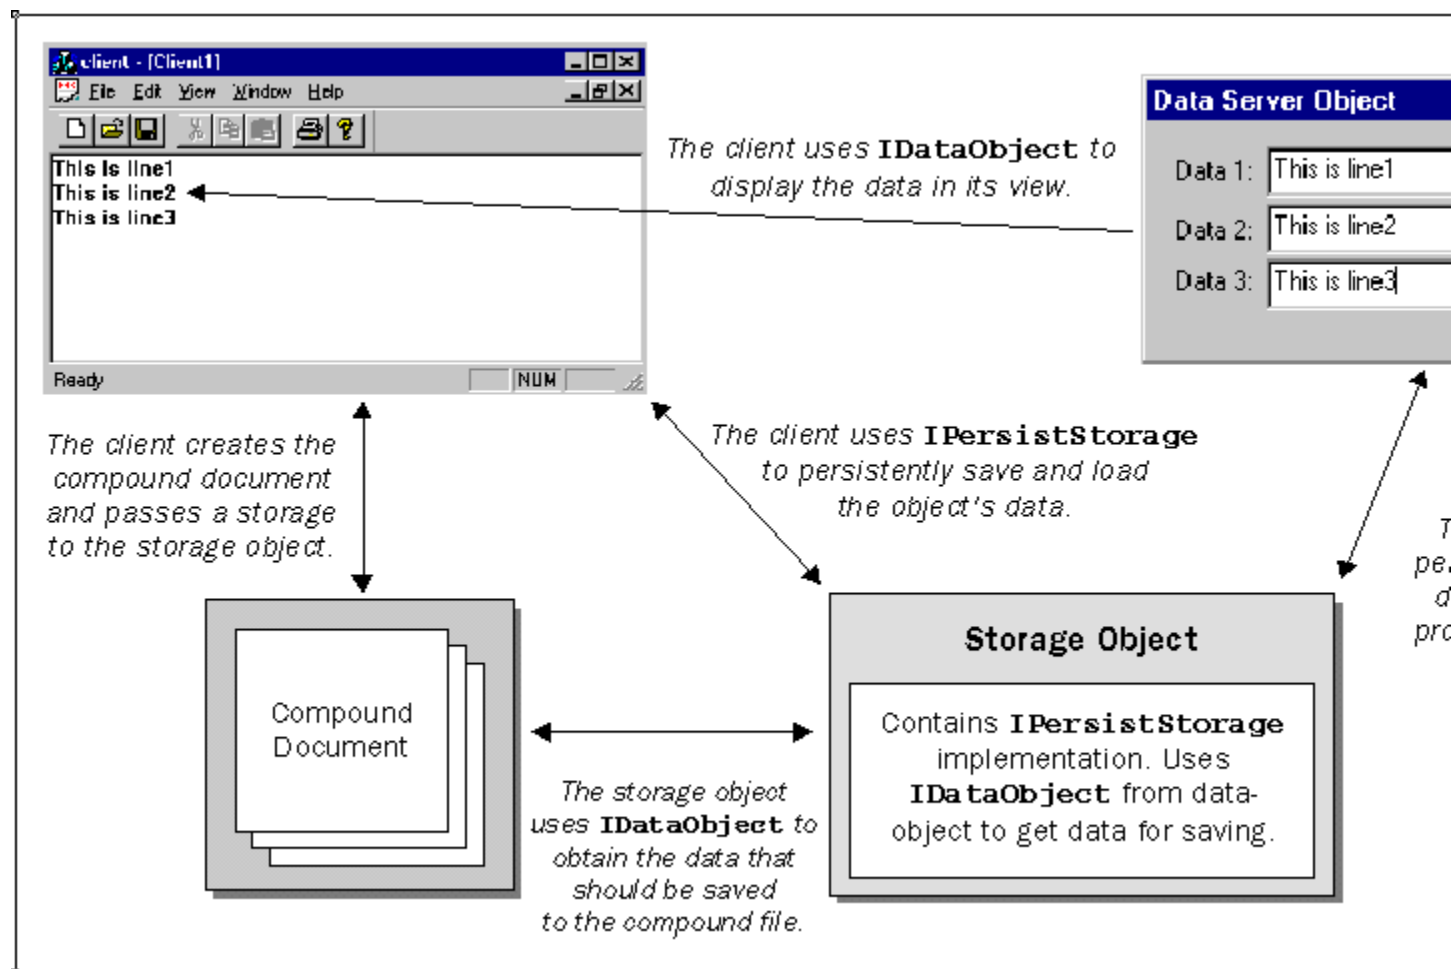 client - [Client1]
File Edit View Window Help
This is line1
This is line2
This is line3
Ready
NUM
The client uses IDataObject to
display the data in its view.
Data Server Object
Data 1: This is line1
Data 2: This is line2
Data 3: This is line3
The client creates the
compound document
and passes a storage
to the storage object.
The client uses IPersistStorage
to persistently save and load
the object's data.
Compound
Document
The storage object
uses IDataObject to
obtain the data that
should be saved
to the compound file.
Storage Object
Contains IPersistStorage
implementation. Uses
IDataObject from data-
object to get data for saving.